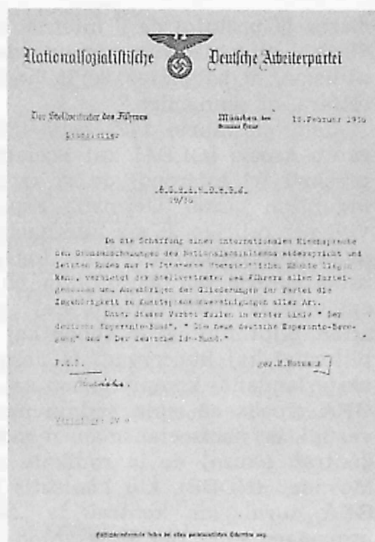 Nationalsozialistische Deutsche Arbeiterpartei
Der Stellvertreter des Führers
München, den
Braunes Haus
18. Februar 1936
Stabsleiter
Anordnung
Da die Schaffung einer internationalen Mischsprache
den Grundanschauungen des Nationalsozialismus widerspricht und
letzten Endes nur im Interesse überstaatlicher Mächte liegen
kann, verbietet der Stellvertreter des Führers allen Partei-
genossen und Angehörigen der Gliederungen der Partei die
Zugehörigkeit zu Kunstsprachenvereinigungen aller Art.
Unter dieses Verbot fallen in erster Linie "Der
deutsche Esperanto-Bund", "Die neue deutsche Esperanto-Bewe-
gung" und "Der deutsche Ido-Bund."
F.d.R.
gez. M. Bormann